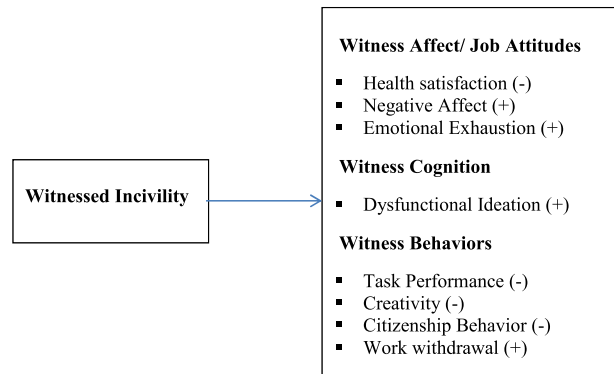 Witness Affect/ Job Attitudes
▪ Health satisfaction (-)
▪ Negative Affect (+)
▪ Emotional Exhaustion (+)
Witness Cognition
▪ Dysfunctional Ideation (+)
Witness Behaviors
▪ Task Performance (-)
▪ Creativity (-)
▪ Citizenship Behavior (-)
▪ Work withdrawal (+)
Witnessed Incivility